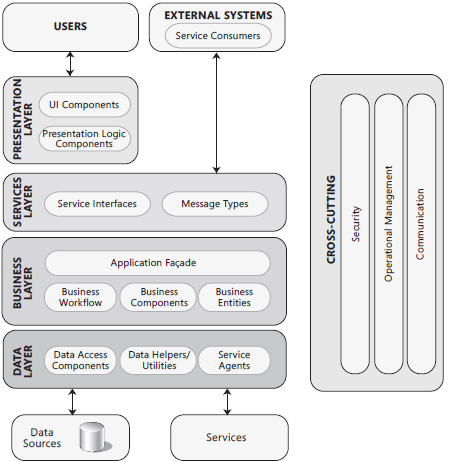 USERS
EXTERNAL SYSTEMS
Service Consumers
PRESENTATION
LAYER
UI Components
Presentation Logic
Components
SERVICES
LAYER
Service Interfaces
Message Types
BUSINESS
LAYER
Application Façade
Business
Workflow
Business
Components
Business
Entities
DATA
LAYER
Data Access
Components
Data Helpers/
Utilities
Service
Agents
Data
Sources
Services
CROSS-CUTTING
Security
Operational Management
Communication